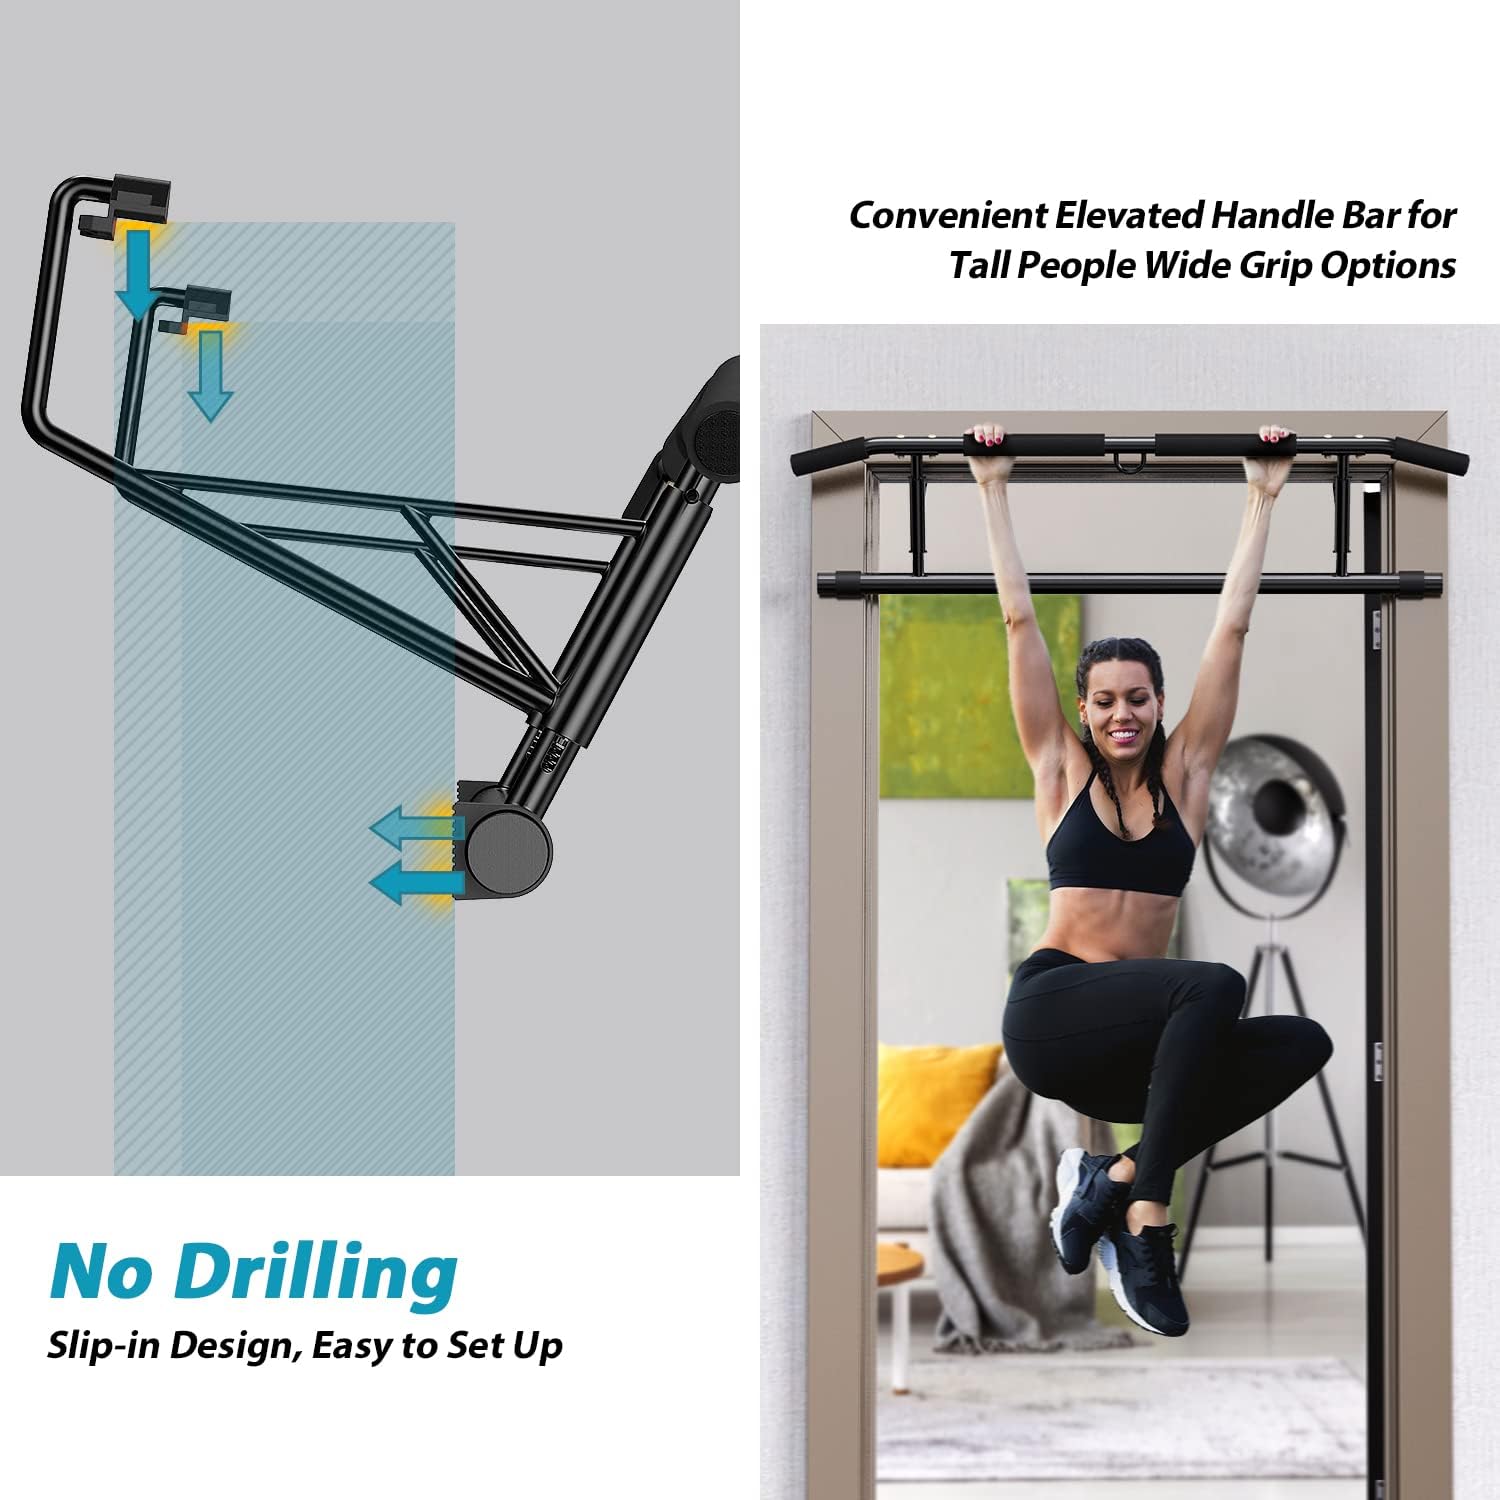 Convenient Elevated Handle Bar for
Tall People Wide Grip Options
No Drilling
Slip-in Design, Easy to Set Up